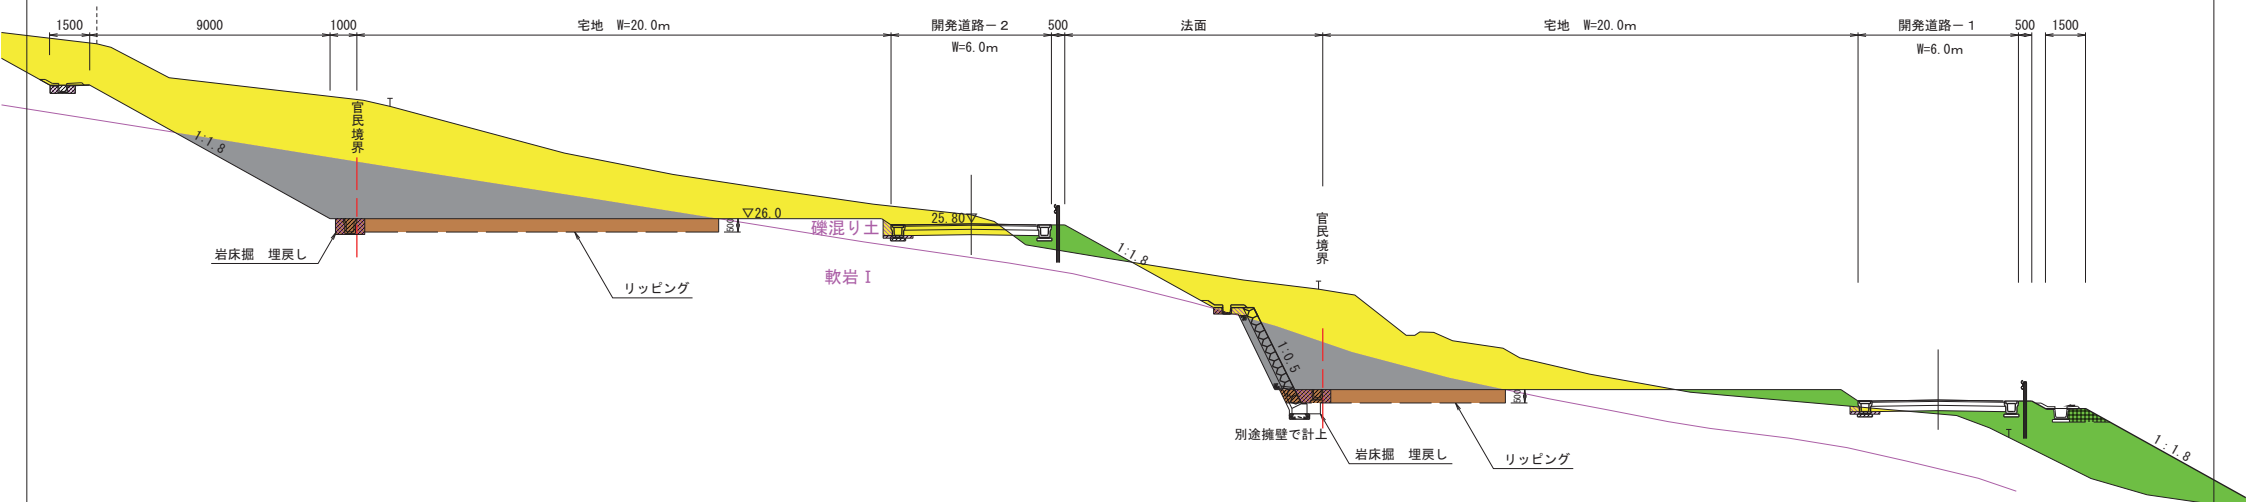 1500
9000
1000
宅地 W=20.0m
開発道路－2
500
法面
宅地 W=20.0m
開発道路－1
500
1500
W=6.0m
W=6.0m
官民境界
1:1.8
▽26.0
500
25.80▽
礫混り土
官民境界
岩床掘 埋戻し
軟岩Ⅰ
1:1.8
リッピング
1:0.5
500
別途擁壁で計上
岩床掘 埋戻し
リッピング
1:1.8